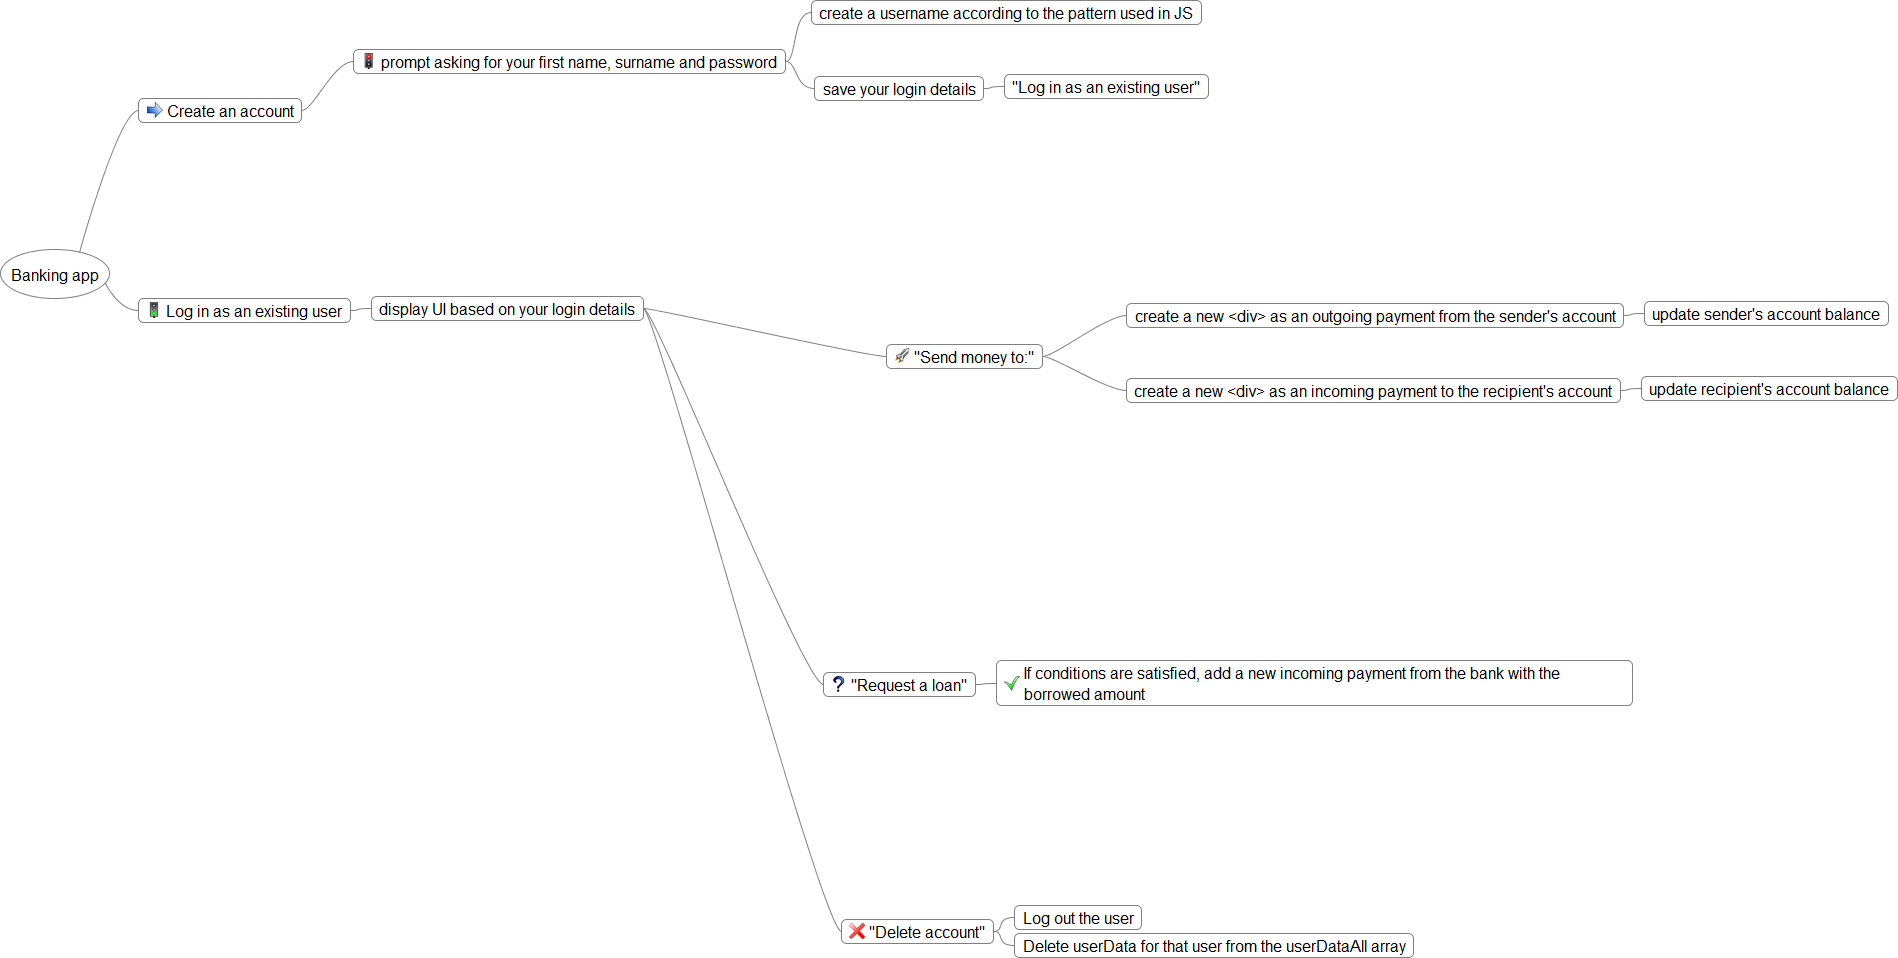 create a username according to the pattern used in JS
prompt asking for your first name, surname and password
save your login details
"Log in as an existing user"
Create an account
Banking app
Log in as an existing user
display UI based on your login details
"Send money to:"
create a new <div> as an outgoing payment from the sender's account
update sender's account balance
create a new <div> as an incoming payment to the recipient's account
update recipient's account balance
"Request a loan"
If conditions are satisfied, add a new incoming payment from the bank with the
borrowed amount
"Delete account"
Log out the user
Delete userData for that user from the userDataAll array